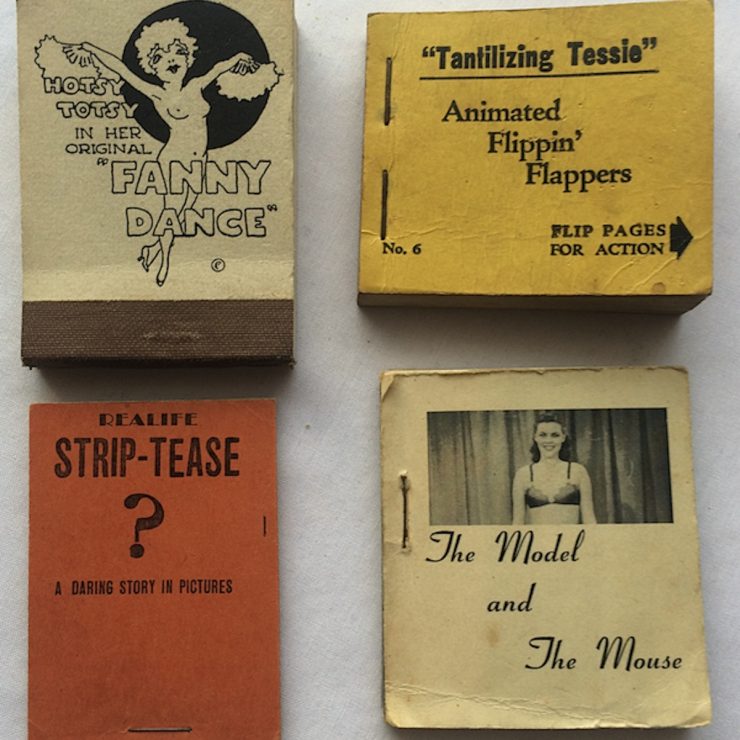 HOTSY
TOTSY
IN HER
ORIGINAL
"FANNY
DANCE"
©
"Tantilizing Tessie"
Animated
Flippin'
Flappers
No. 6
FLIP PAGES
FOR ACTION
REALIFE
STRIP-TEASE
?
A DARING STORY IN PICTURES
The Model
and
The Mouse